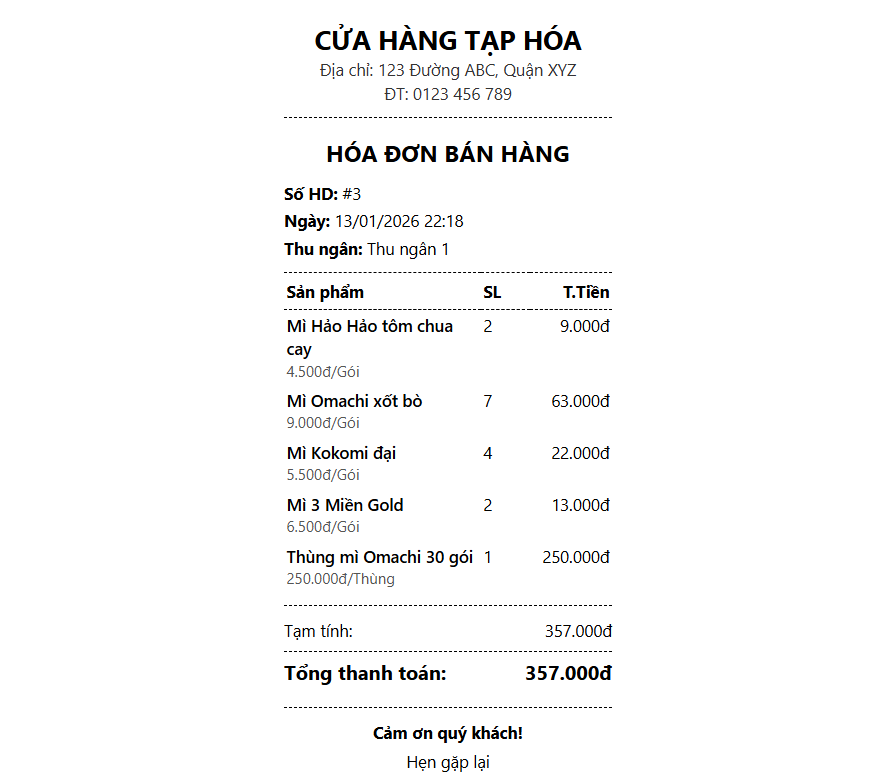 CỬA HÀNG TẠP HÓA
Địa chỉ: 123 Đường ABC, Quận XYZ
ĐT: 0123 456 789
HÓA ĐƠN BÁN HÀNG
Số HD: #3
Ngày: 13/01/2026 22:18
Thu ngân: Thu ngân 1
Sản phẩm SL T.Tiền
Mì Hảo Hảo tôm chua 2 9.000đ
cay
4.500đ/Gói
Mì Omachi xốt bò 7 63.000đ
9.000đ/Gói
Mì Kokomi đại 4 22.000đ
5.500đ/Gói
Mì 3 Miền Gold 2 13.000đ
6.500đ/Gói
Thùng mì Omachi 30 gói 1 250.000đ
250.000đ/Thùng
Tạm tính: 357.000đ
Tổng thanh toán: 357.000đ
Cảm ơn quý khách!
Hẹn gặp lại